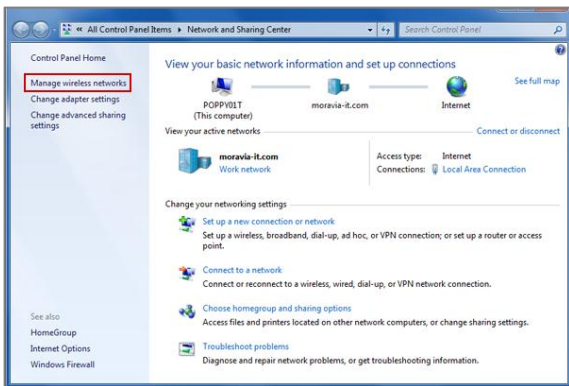 « All Control Panel Items ▸ Network and Sharing Center
Search Control Panel
Control Panel Home
Manage wireless networks
Change adapter settings
Change advanced sharing
settings
See also
HomeGroup
Internet Options
Windows Firewall
View your basic network information and set up connections
See full map
POPPY01T
(This computer)
moravia-it.com
Internet
View your active networks
Connect or disconnect
moravia-it.com
Work network
Access type: Internet
Connections: Local Area Connection
Change your networking settings
Set up a new connection or network
Set up a wireless, broadband, dial-up, ad hoc, or VPN connection; or set up a router or access
point.
Connect to a network
Connect or reconnect to a wireless, wired, dial-up, or VPN network connection.
Choose homegroup and sharing options
Access files and printers located on other network computers, or change sharing settings.
Troubleshoot problems
Diagnose and repair network problems, or get troubleshooting information.